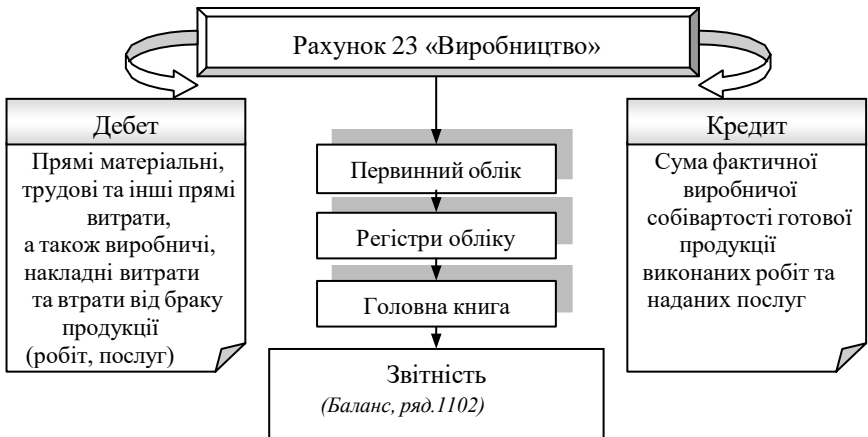 Рахунок 23 «Виробництво»
Дебет
Прямі матеріальні,
трудові та інші прямі
витрати,
а також виробничі,
накладні витрати
та втрати від браку
продукції
(робіт, послуг)
Первинний облік
Регістри обліку
Головна книга
Звітність
(Баланс, ряд.1102)
Кредит
Сума фактичної
виробничої
собівартості готової
продукції
виконаних робіт та
наданих послуг